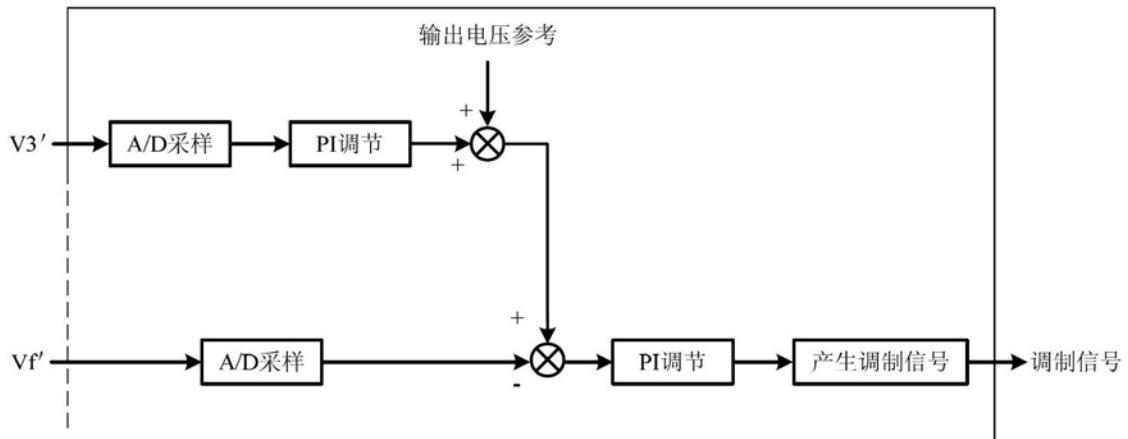 输出电压参考
+
V3′
A/D采样
PI调节
+
+
Vf′
A/D采样
-
PI调节
产生调制信号
调制信号